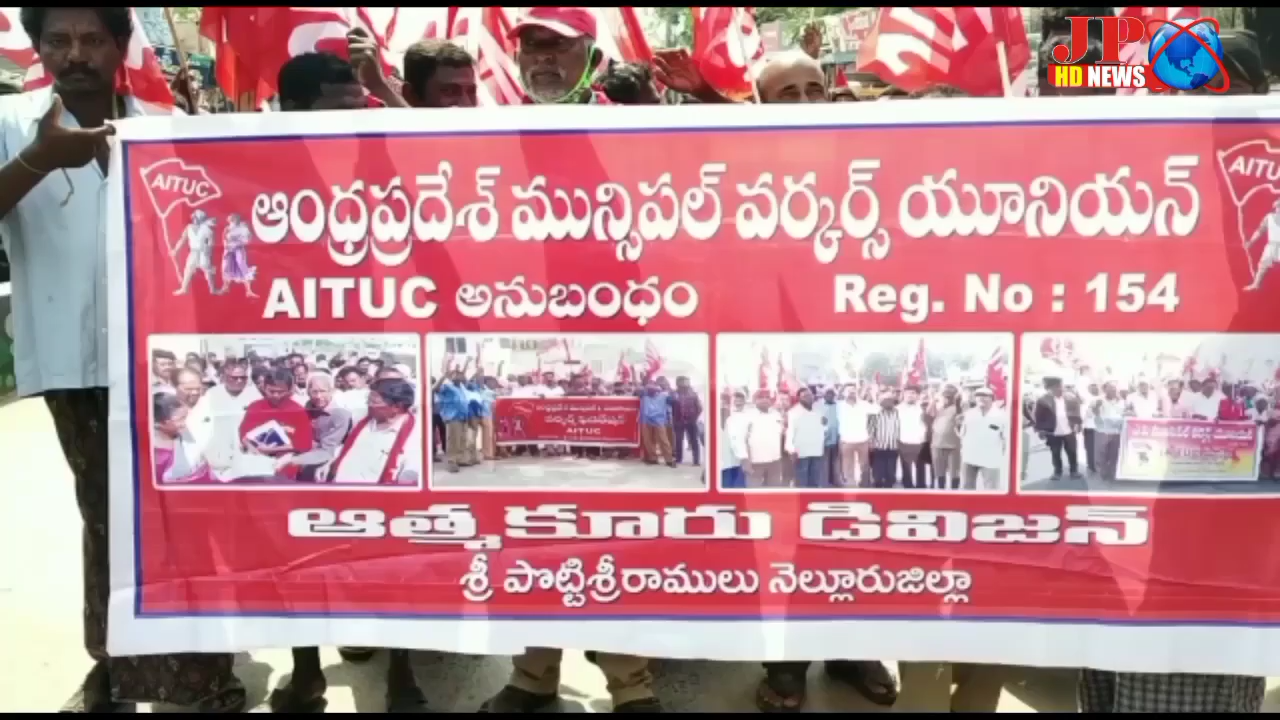 JP
HD NEWS
AITUC
ఆంధ్రప్రదేశ్ మున్సిపల్ వర్కర్స్ యూనియన్
AITUC అనుబంధం
Reg. No : 154
AITUC
ఆత్మకూరు డివిజన్
శ్రీ పొట్టిశ్రీరాములు నెల్లూరుజిల్లా